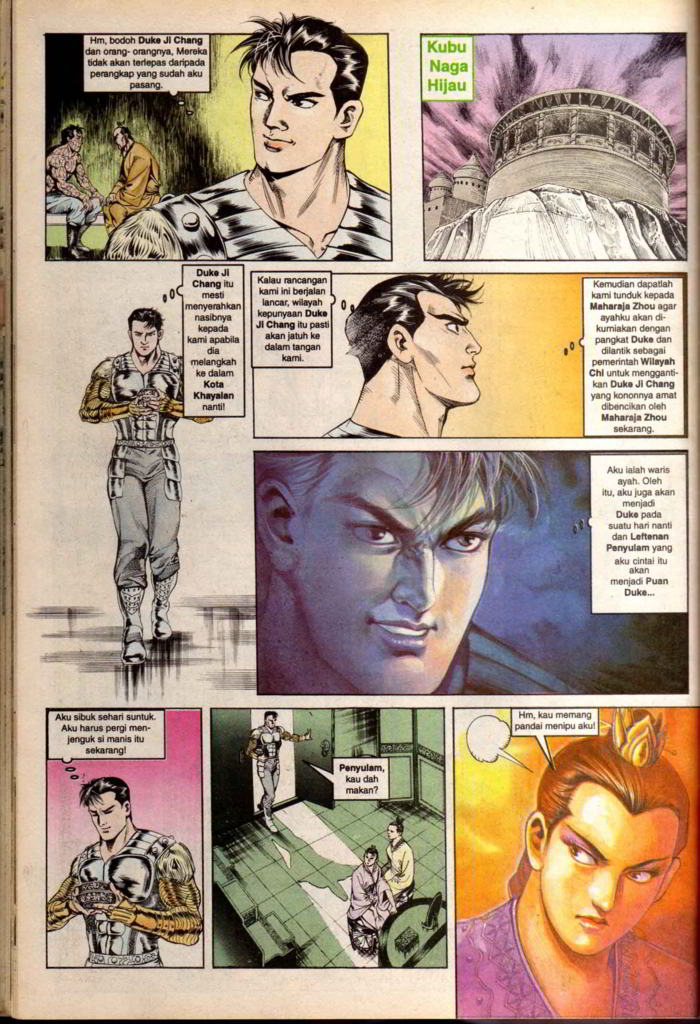 Hm, bodoh Duke Ji Chang
dan orang- orangnya, Mereka
tidak akan terlepas daripada
perangkap yang sudah aku
pasang.
Kubu
Naga
Hijau
Duke Ji
Chang itu
mesti
menyerahkan
nasibnya
kepada
kami apabila
dia
melangkah
ke dalam
Kota
Khayalan
nanti!
Kalau rancangan
kami ini berjalan
lancar, wilayah
kepunyaan Duke
Ji Chang itu pasti
akan jatuh ke
dalam tangan
kami.
Kemudian dapatlah
kami tunduk kepada
Maharaja Zhou agar
ayahku akan di-
kurniakan dengan
pangkat Duke dan
dilantik sebagai
pemerintah Wilayah
Chi untuk mengganti-
kan Duke Ji Chang
yang kononnya amat
dibencikan oleh
Maharaja Zhou
sekarang.
Aku ialah waris
ayah. Oleh
itu, aku juga akan
menjadi
Duke pada
suatu hari nanti
dan Leftenan
Penyulam yang
aku cintai itu
akan
menjadi Puan
Duke...
Aku sibuk sehari suntuk.
Aku harus pergi men-
jenguk si manis itu
sekarang!
Penyulam,
kau dah
makan?
Hm, kau memang
pandai menipu aku!